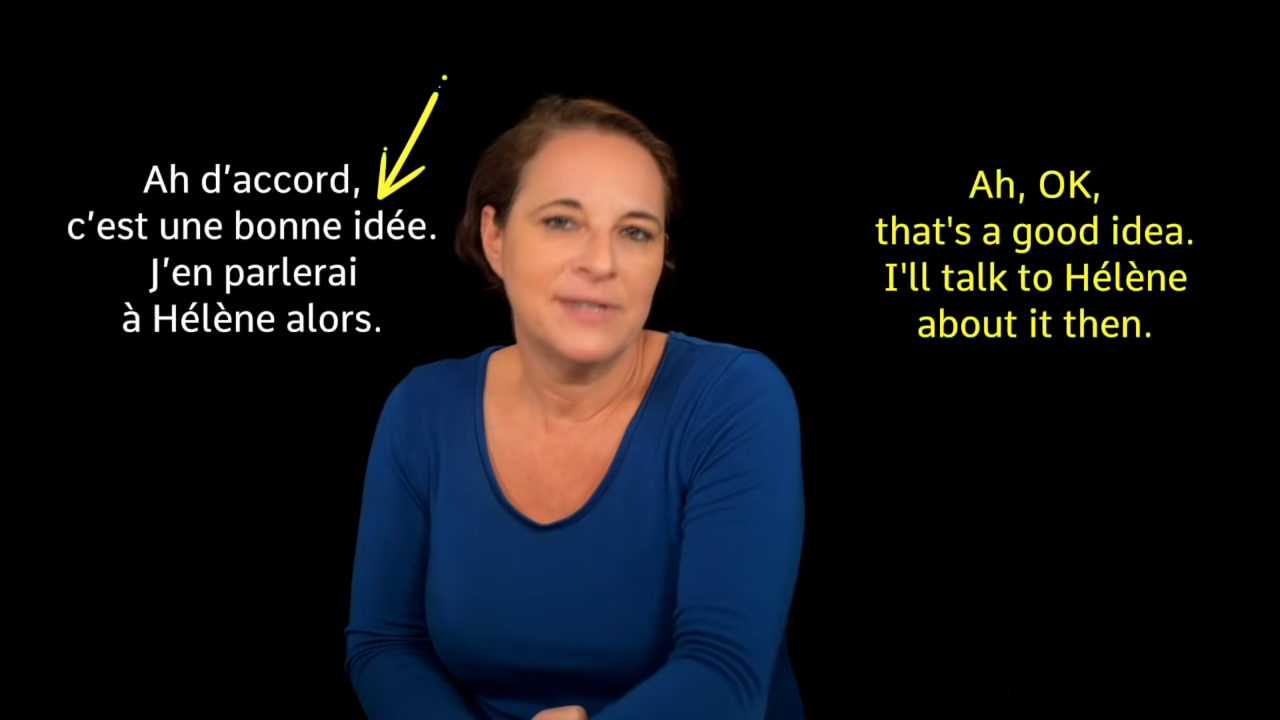 Ah d’accord,
c’est une bonne idée.
J’en parlerai
à Hélène alors.
Ah, OK,
that's a good idea.
I'll talk to Hélène
about it then.